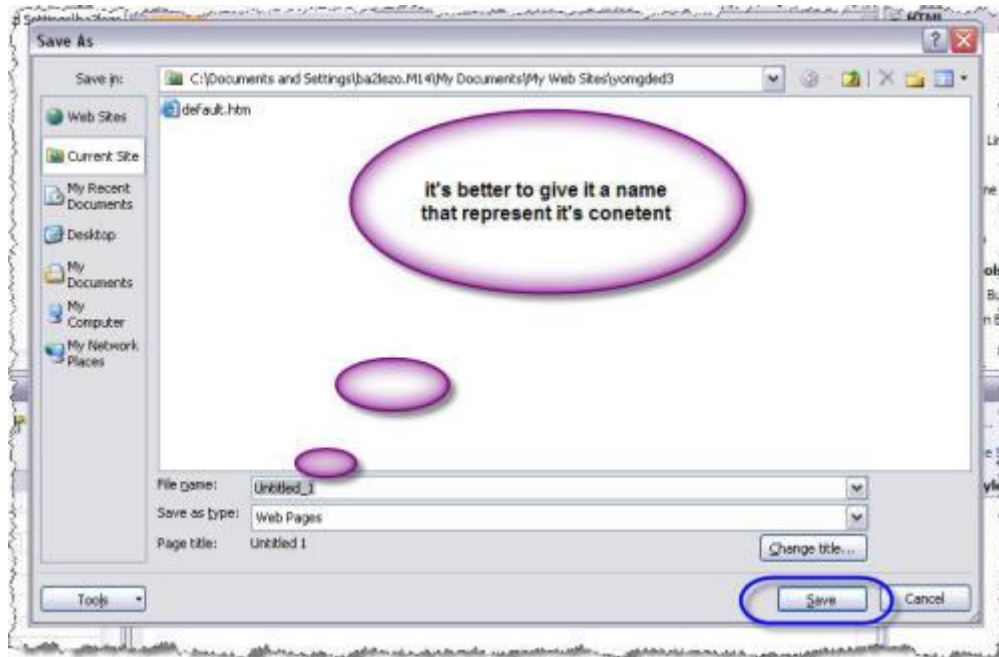 HTML
Save As
Save in:
C:\Documents and Settings\ba2lezo.M14\My Documents\My Web Sites\yomgded3
default.htm
Web Sites
Current Site
My Recent
Documents
Desktop
My
Documents
My
Computer
My Network
Places
it's better to give it a name
that represent it's conetent
File name:
Untitled_1
Save as type:
Web Pages
Page title:
Untitled 1
Change title...
Tools
Save
Cancel